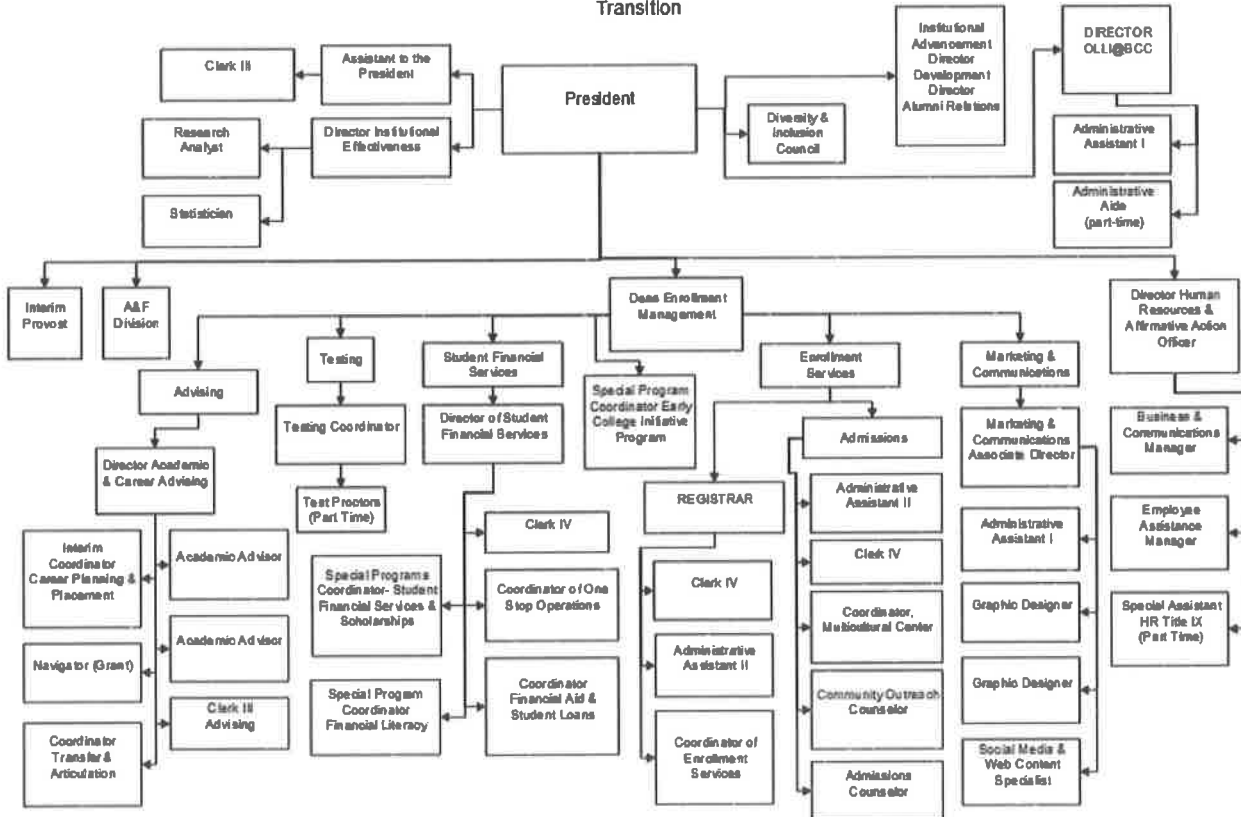 Transition
Clerk III
Assistant to the
President
President
Institutional
Advancement
Director
Development
Director
Alumni Relations
DIRECTOR
OLLI@BCC
Research
Analyst
Director Institutional
Effectiveness
Diversity &
Inclusion
Council
Administrative
Assistant I
Statistician
Administrative
Aide
(part-time)
Interim
Provost
A&F
Division
Dean Enrollment
Management
Director Human
Resources &
Affirmative Action
Officer
Advising
Testing
Student Financial
Services
Special Program
Coordinator Early
College Initiative
Program
Enrollment
Services
Marketing &
Communications
Director Academic
& Career Advising
Testing Coordinator
Director of Student
Financial Services
Admissions
Marketing &
Communications
Associate Director
Business &
Communications
Manager
Test Proctors
(Part Time)
REGISTRAR
Administrative
Assistant II
Interim
Coordinator
Career Planning &
Placement
Academic Advisor
Special Programs
Coordinator- Student
Financial Services &
Scholarships
Clerk IV
Coordinator of One
Stop Operations
Clerk IV
Clerk IV
Administrative
Assistant I
Employee
Assistance
Manager
Navigator (Grant)
Academic Advisor
Administrative
Assistant II
Coordinator,
Multicultural Center
Graphic Designer
Special Assistant
HR Title IX
(Part Time)
Coordinator
Transfer &
Articulation
Clerk III
Advising
Special Program
Coordinator
Financial Literacy
Coordinator
Financial Aid &
Student Loans
Coordinator of
Enrollment
Services
Community Outreach
Counselor
Graphic Designer
Admissions
Counselor
Social Media &
Web Content
Specialist